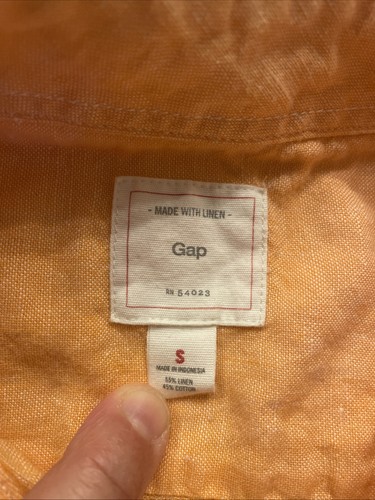 - MADE WITH LINEN -
Gap
RN 54023
S
MADE IN INDONESIA
55% LINEN
45% COTTON